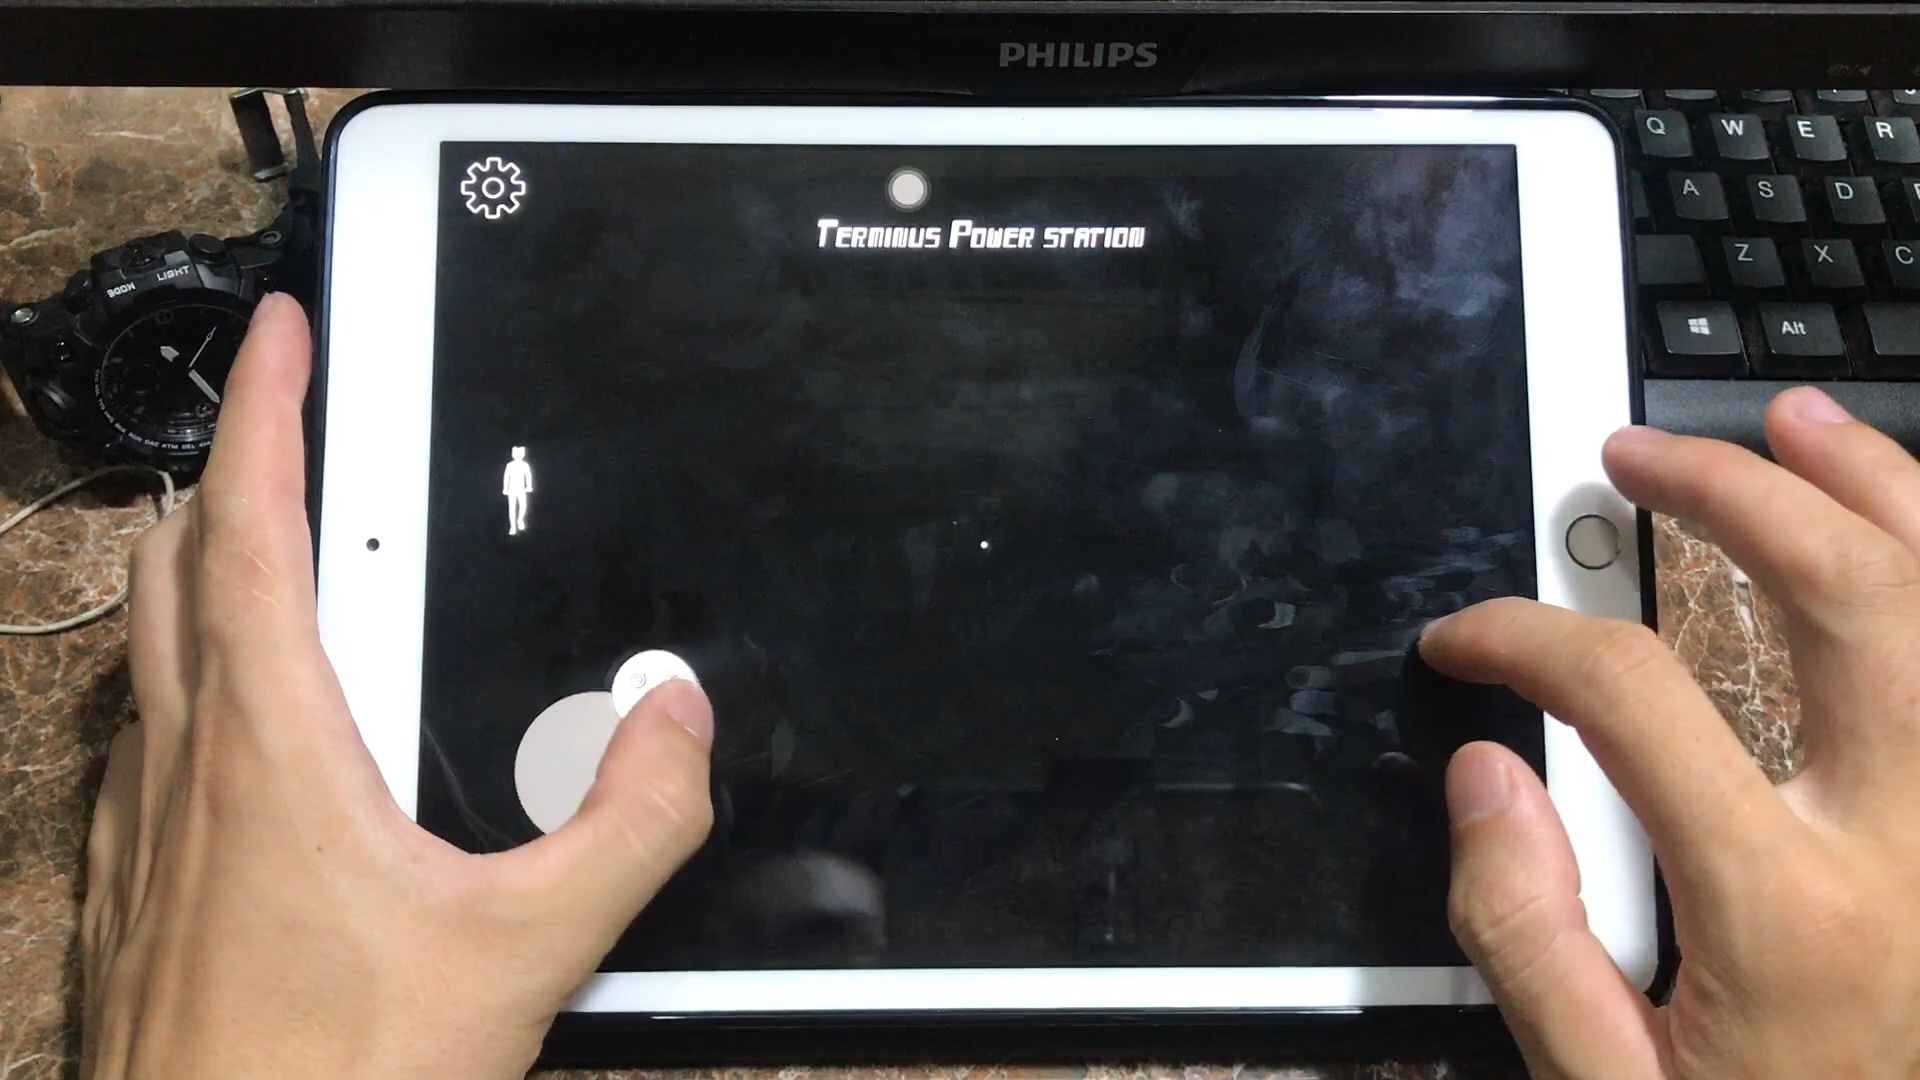 PHILIPS
Q W E R
A S D
Z X C
Alt
TERMINUS POWER STATION
MODE
LIGHT